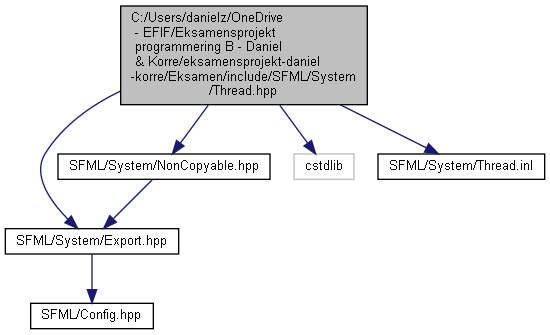 C:/Users/danielz/OneDrive
- EFIF/Eksamensprojekt
programmering B - Daniel
& Korre/eksamensprojekt-daniel
-korre/Eksamen/include/SFML/System
/Thread.hpp
SFML/System/NonCopyable.hpp
cstdlib
SFML/System/Thread.inl
SFML/System/Export.hpp
SFML/Config.hpp